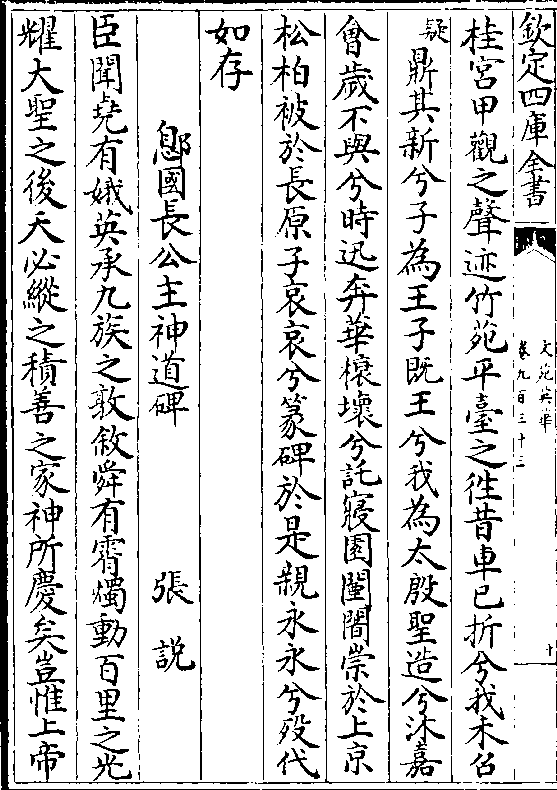 欽定四庫全書
文苑英華
卷九百三十三
十
桂宮甲觀之聲迹竹苑平臺之徃昔車已折兮我禾召
疑
鼎其新兮子為王子既王兮我為太殷聖造兮沐嘉
會歲不與兮時迅奔華榱壞兮託寢園閨閤崇於上京
松柏被於長原子哀哀兮篆碑於是親永永兮歿代
如存
鄎國長公主神道碑
張說
臣聞堯有娥英承九族之敦敘舜有霄燭動百里之光
耀大聖之後天必縱之積善之家神所慶矣豈惟上帝